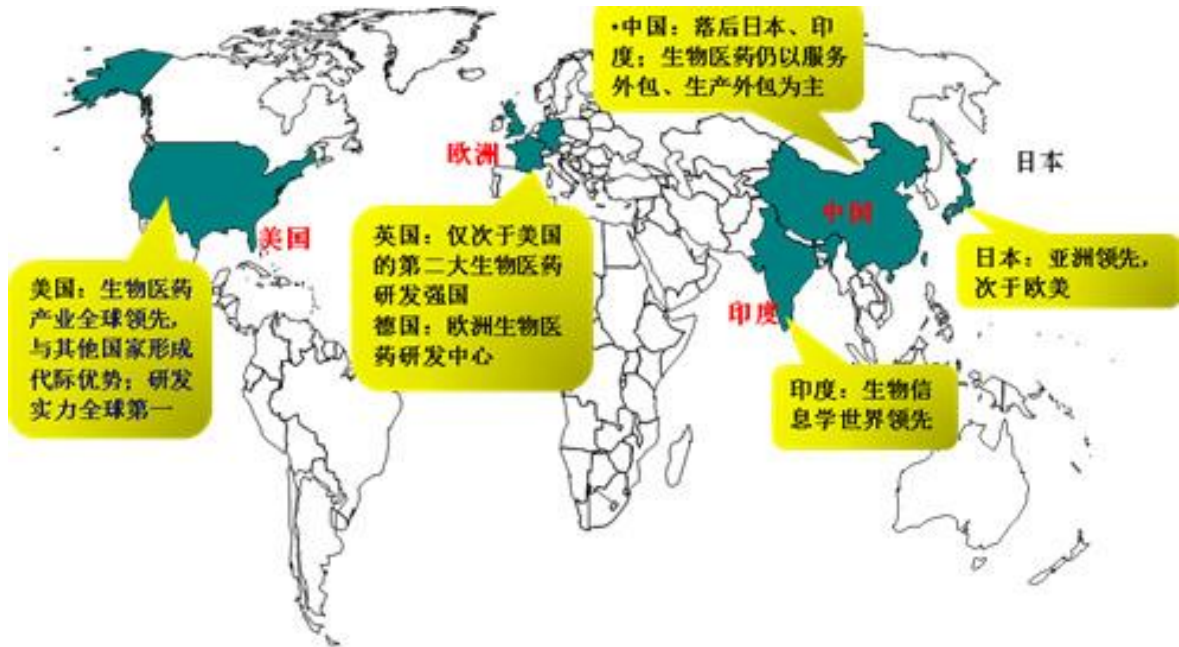 •中国：落后日本、印
度；生物医药仍以服务
外包、生产外包为主
欧洲
日本
中国
美国
英国：仅次于美国
的第二大生物医药
研发强国
德国：欧洲生物医
药研发中心
日本：亚洲领先，
次于欧美
美国：生物医药
产业全球领先，
与其他国家形成
代际优势；研发
实力全球第一
印度
印度：生物信
息学世界领先